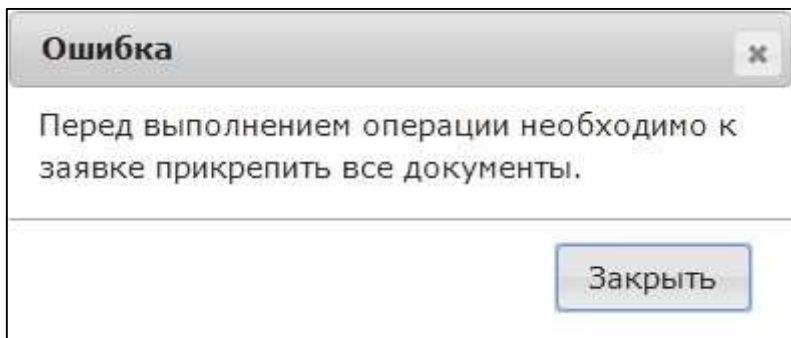 Ошибка
Перед выполнением операции необходимо к
заявке прикрепить все документы.
Закрыть